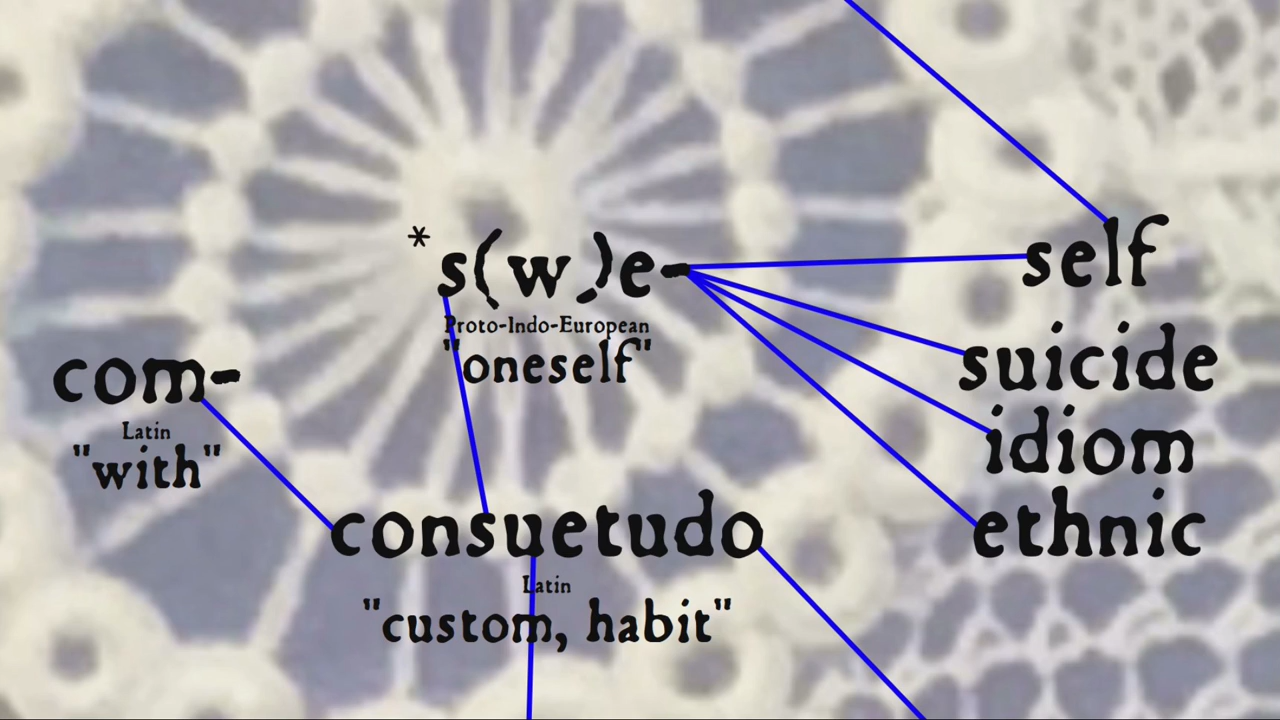 *s(w)e-
Proto-Indo-European
"oneself"
self
suicide
idiom
ethnic
com-
Latin
"with"
consuetudo
Latin
"custom, habit"